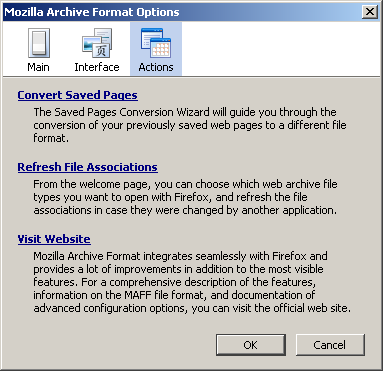 Mozilla Archive Format Options
Main Interface Actions
Convert Saved Pages
The Saved Pages Conversion Wizard will guide you through the
conversion of your previously saved web pages to a different file
format.
Refresh File Associations
From the welcome page, you can choose which web archive file
types you want to open with Firefox, and refresh the file
associations in case they were changed by another application.
Visit Website
Mozilla Archive Format integrates seamlessly with Firefox and
provides a lot of improvements in addition to the most visible
features. For a comprehensive description of the features,
information on the MAFF file format, and documentation of
advanced configuration options, you can visit the official web site.
OK Cancel